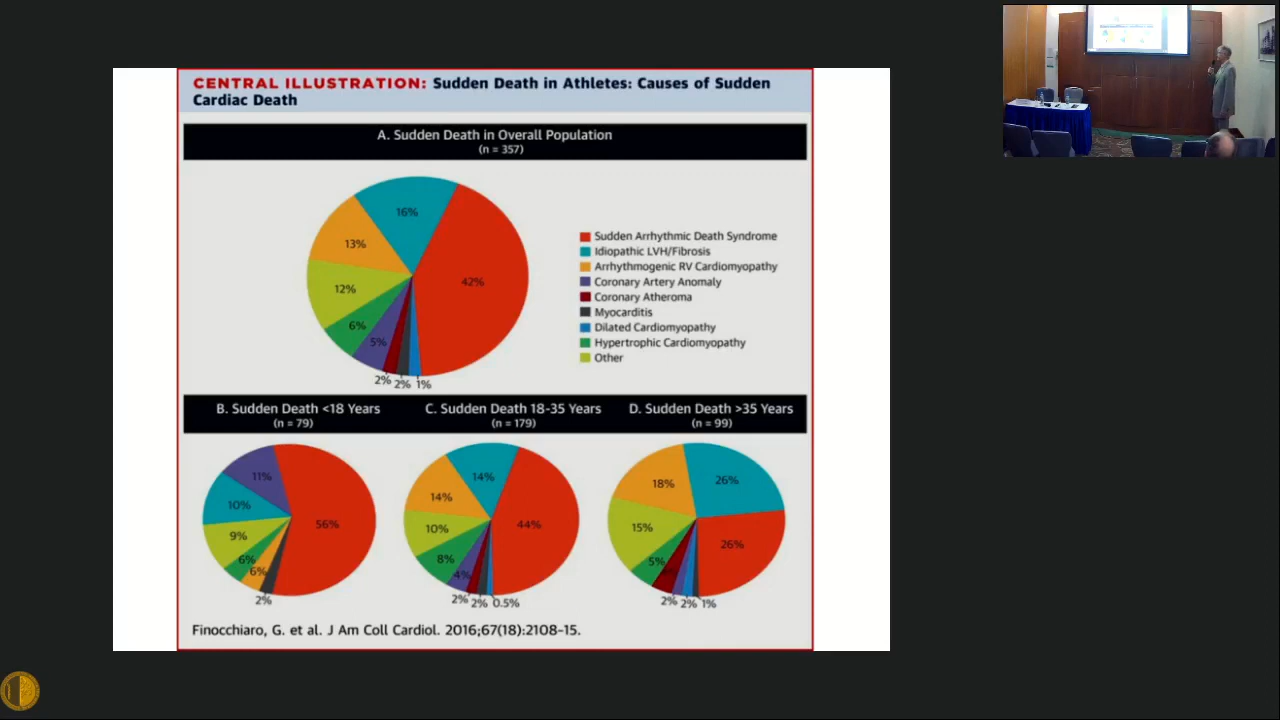 CENTRAL ILLUSTRATION: Sudden Death in Athletes: Causes of Sudden
Cardiac Death
A. Sudden Death in Overall Population
(n = 357)
16%
13%
42%
12%
6%
5%
2% 2% 1%
Sudden Arrhythmic Death Syndrome
Idiopathic LVH/Fibrosis
Arrhythmogenic RV Cardiomyopathy
Coronary Artery Anomaly
Coronary Atheroma
Myocarditis
Dilated Cardiomyopathy
Hypertrophic Cardiomyopathy
Other
B. Sudden Death <18 Years
(n = 79)
11%
10%
56%
9%
6%
6%
2%
C. Sudden Death 18-35 Years
(n = 179)
14%
14%
44%
10%
8%
4%
2% 2% 0.5%
D. Sudden Death >35 Years
(n = 99)
26%
18%
15%
26%
5%
2% 2% 1%
Finocchiaro, G. et al. J Am Coll Cardiol. 2016;67(18):2108-15.